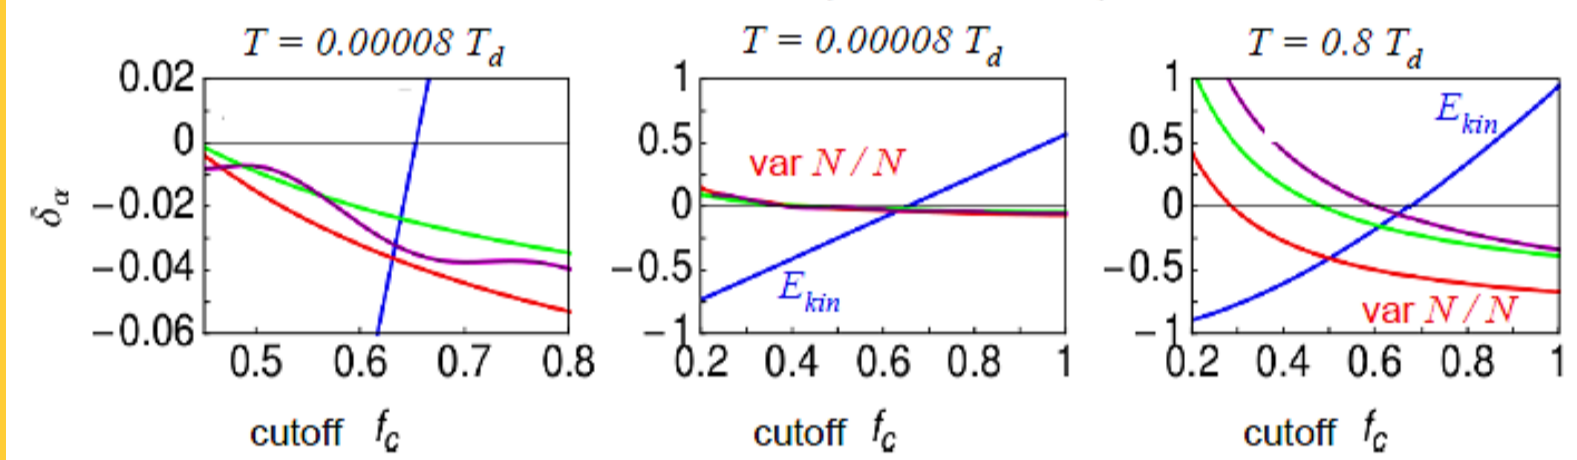 T = 0.00008 T_d
0.02
0
−0.02
−0.04
−0.06
δ_α
0.5 0.6 0.7 0.8
cutoff f_c
T = 0.00008 T_d
1
0.5
0
−0.5
−1
var N / N
E_kin
0.2 0.4 0.6 0.8 1
cutoff f_c
T = 0.8 T_d
1
0.5
0
−0.5
−1
E_kin
var N / N
0.2 0.4 0.6 0.8 1
cutoff f_c